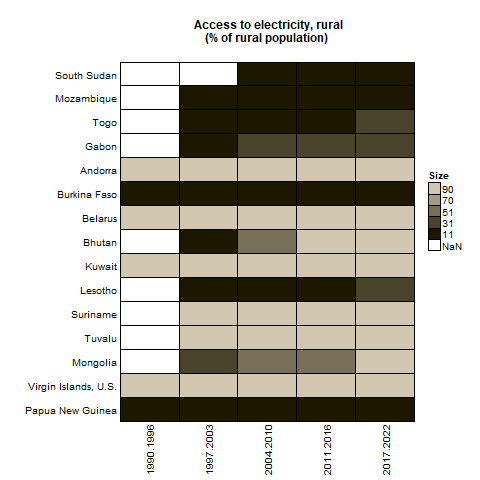 Access to electricity, rural
(% of rural population)
South Sudan
Mozambique
Togo
Gabon
Andorra
Burkina Faso
Belarus
Bhutan
Kuwait
Lesotho
Suriname
Tuvalu
Mongolia
Virgin Islands, U.S.
Papua New Guinea
1990.1996
1997.2003
2004.2010
2011.2016
2017.2022
Size
90
70
51
31
11
NaN